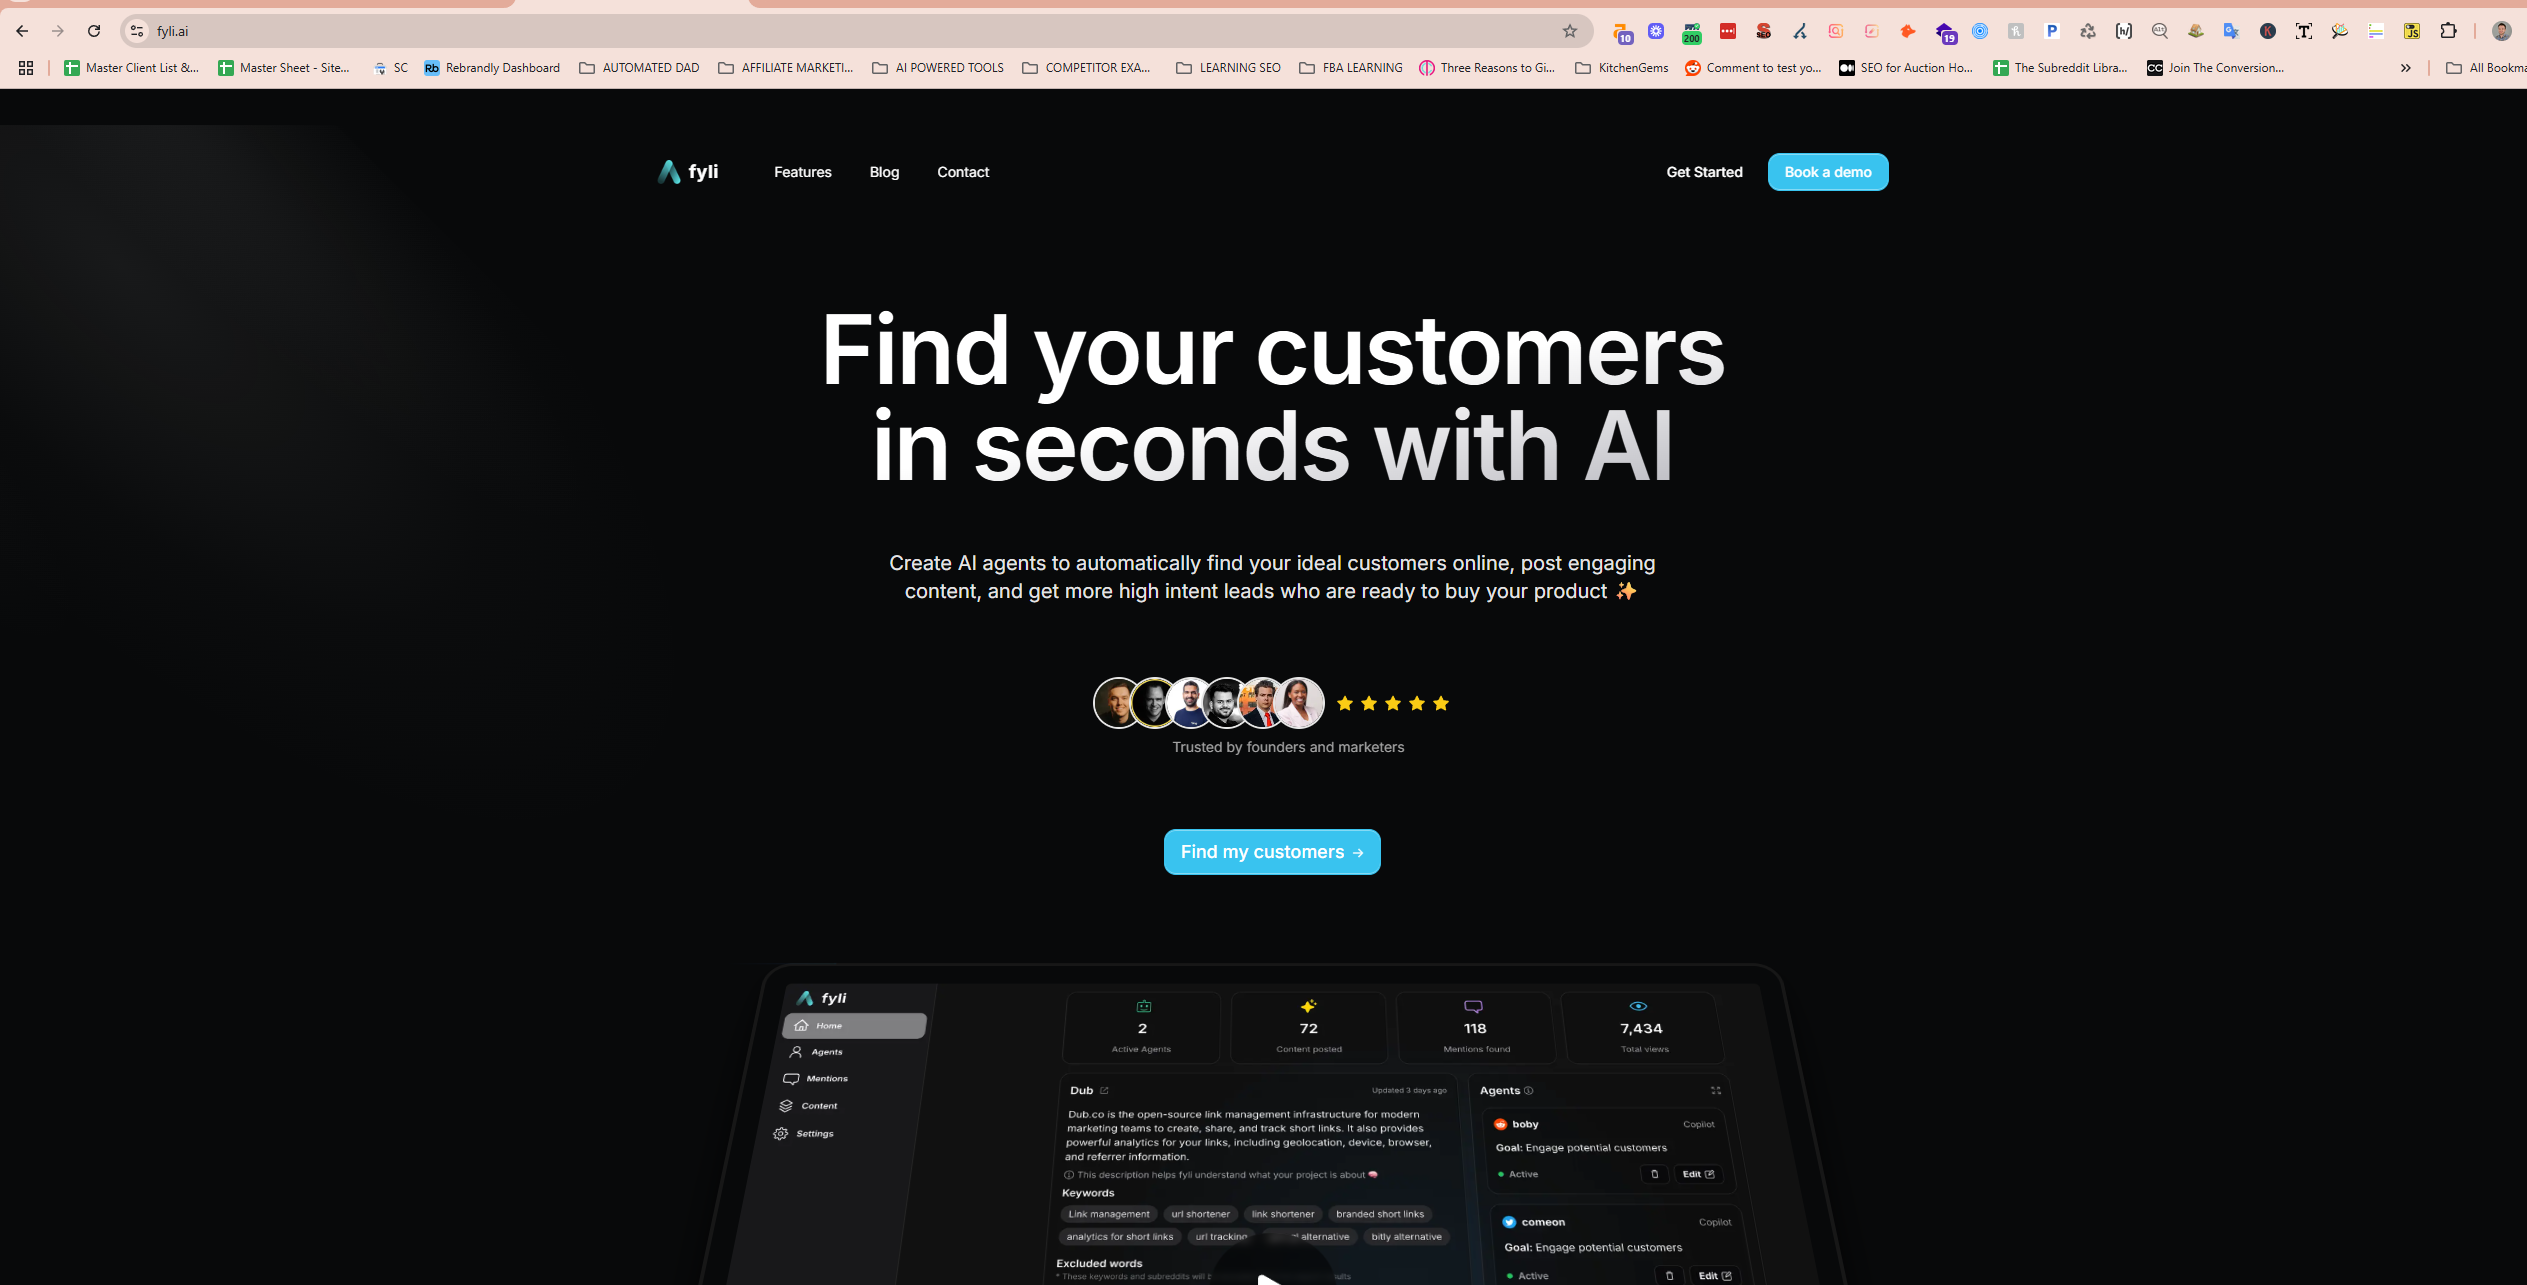 fyli.ai
10
200
SEO
19
P
[h]
K
T
JS
Master Client List &...
Master Sheet - Site...
SC
Rb Rebrandly Dashboard
AUTOMATED DAD
AFFILIATE MARKETI...
AI POWERED TOOLS
COMPETITOR EXA...
LEARNING SEO
FBA LEARNING
Three Reasons to Gi...
KitchenGems
Comment to test yo...
SEO for Auction Ho...
The Subreddit Libra...
CC Join The Conversion...
All Bookma
fyli
Features
Blog
Contact
Get Started
Book a demo
Find your customers
in seconds with AI
Create AI agents to automatically find your ideal customers online, post engaging
content, and get more high intent leads who are ready to buy your product ✨
Trusted by founders and marketers
Find my customers →
fyli
Home
Agents
Mentions
Content
Settings
2
Active Agents
72
Content posted
118
Mentions found
7,434
Total views
Dub
Updated 3 days ago
Dub.co is the open-source link management infrastructure for modern
marketing teams to create, share, and track short links. It also provides
powerful analytics for your links, including geolocation, device, browser,
and referrer information.
This description helps fyli understand what your project is about 🧠
Keywords
Link management
url shortener
link shortener
branded short links
analytics for short links
url tracking
alternative
bitly alternative
Excluded words
* These keywords and subreddits will
Agents
boby
Copilot
Goal: Engage potential customers
Active
Edit
comeon
Copilot
Goal: Engage potential customers
Active
Edit